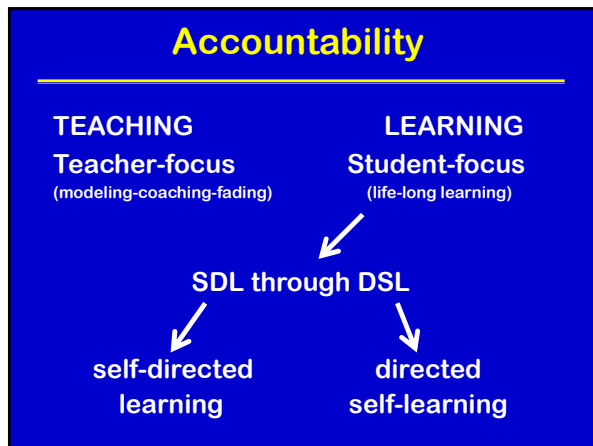 Accountability
TEACHING
Teacher-focus
(modeling-coaching-fading)
LEARNING
Student-focus
(life-long learning)
SDL through DSL
self-directed
learning
directed
self-learning